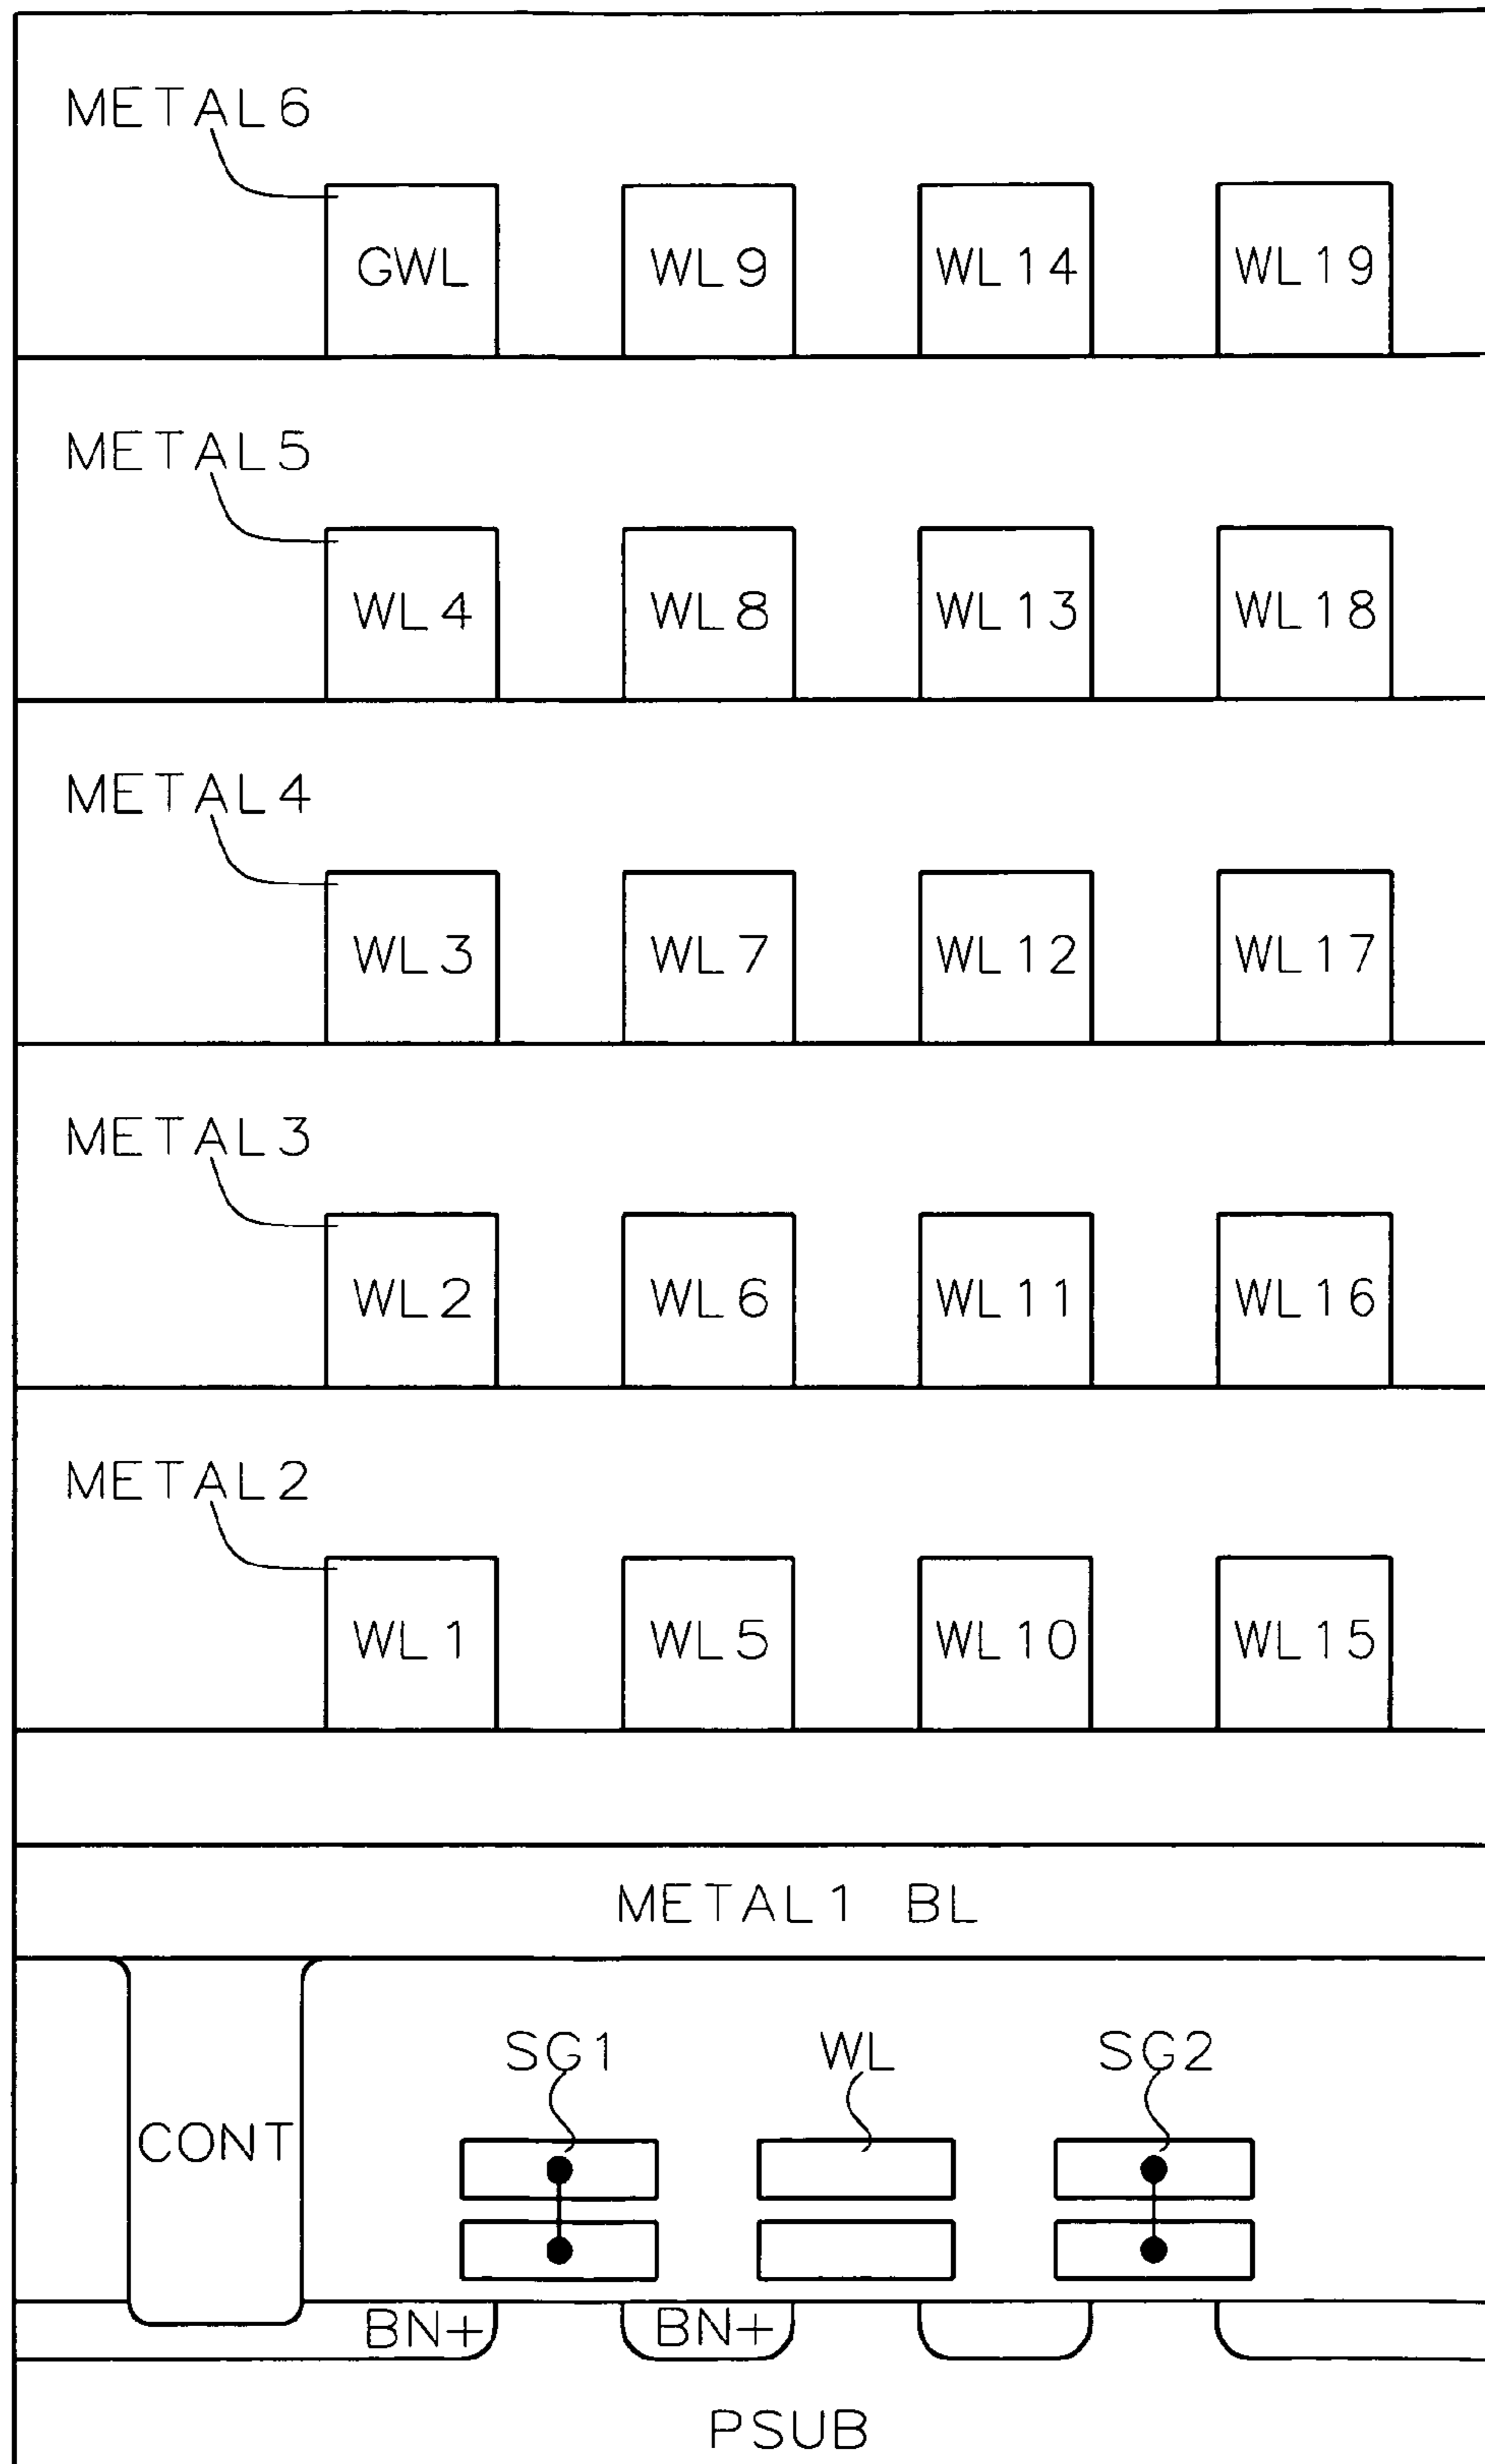 METAL6
GWL WL9 WL14 WL19
METAL5
WL4 WL8 WL13 WL18
METAL4
WL3 WL7 WL12 WL17
METAL3
WL2 WL6 WL11 WL16
METAL2
WL1 WL5 WL10 WL15
METAL1 BL
SG1 WL SG2
CONT
BN+ BN+
PSUB